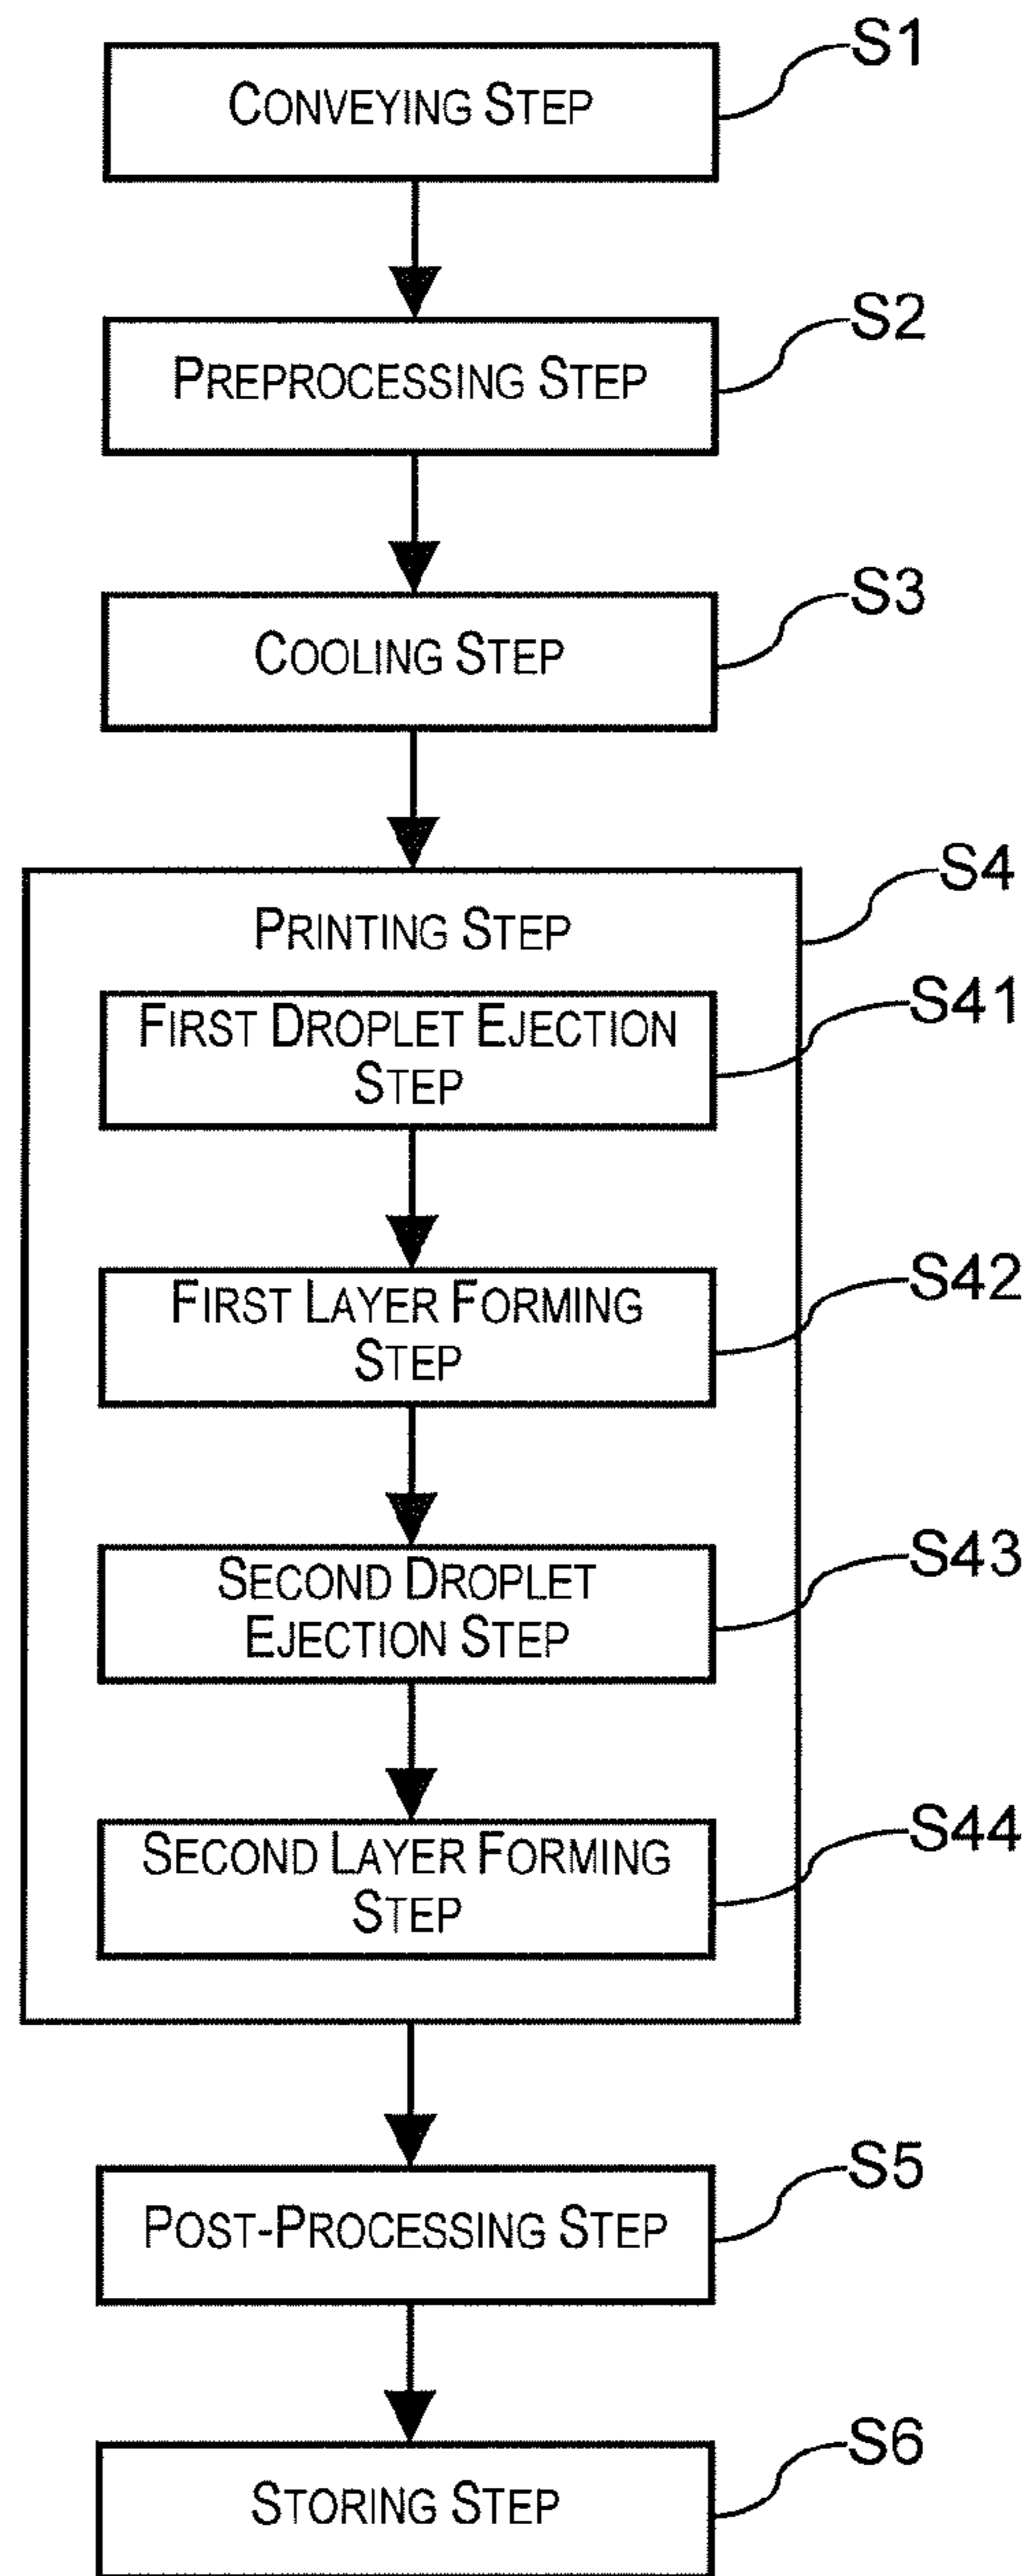 S1
CONVEYING STEP
S2
PREPROCESSING STEP
S3
COOLING STEP
S4
PRINTING STEP
S41
FIRST DROPLET EJECTION
STEP
S42
FIRST LAYER FORMING
STEP
S43
SECOND DROPLET
EJECTION STEP
S44
SECOND LAYER FORMING
STEP
S5
POST-PROCESSING STEP
S6
STORING STEP